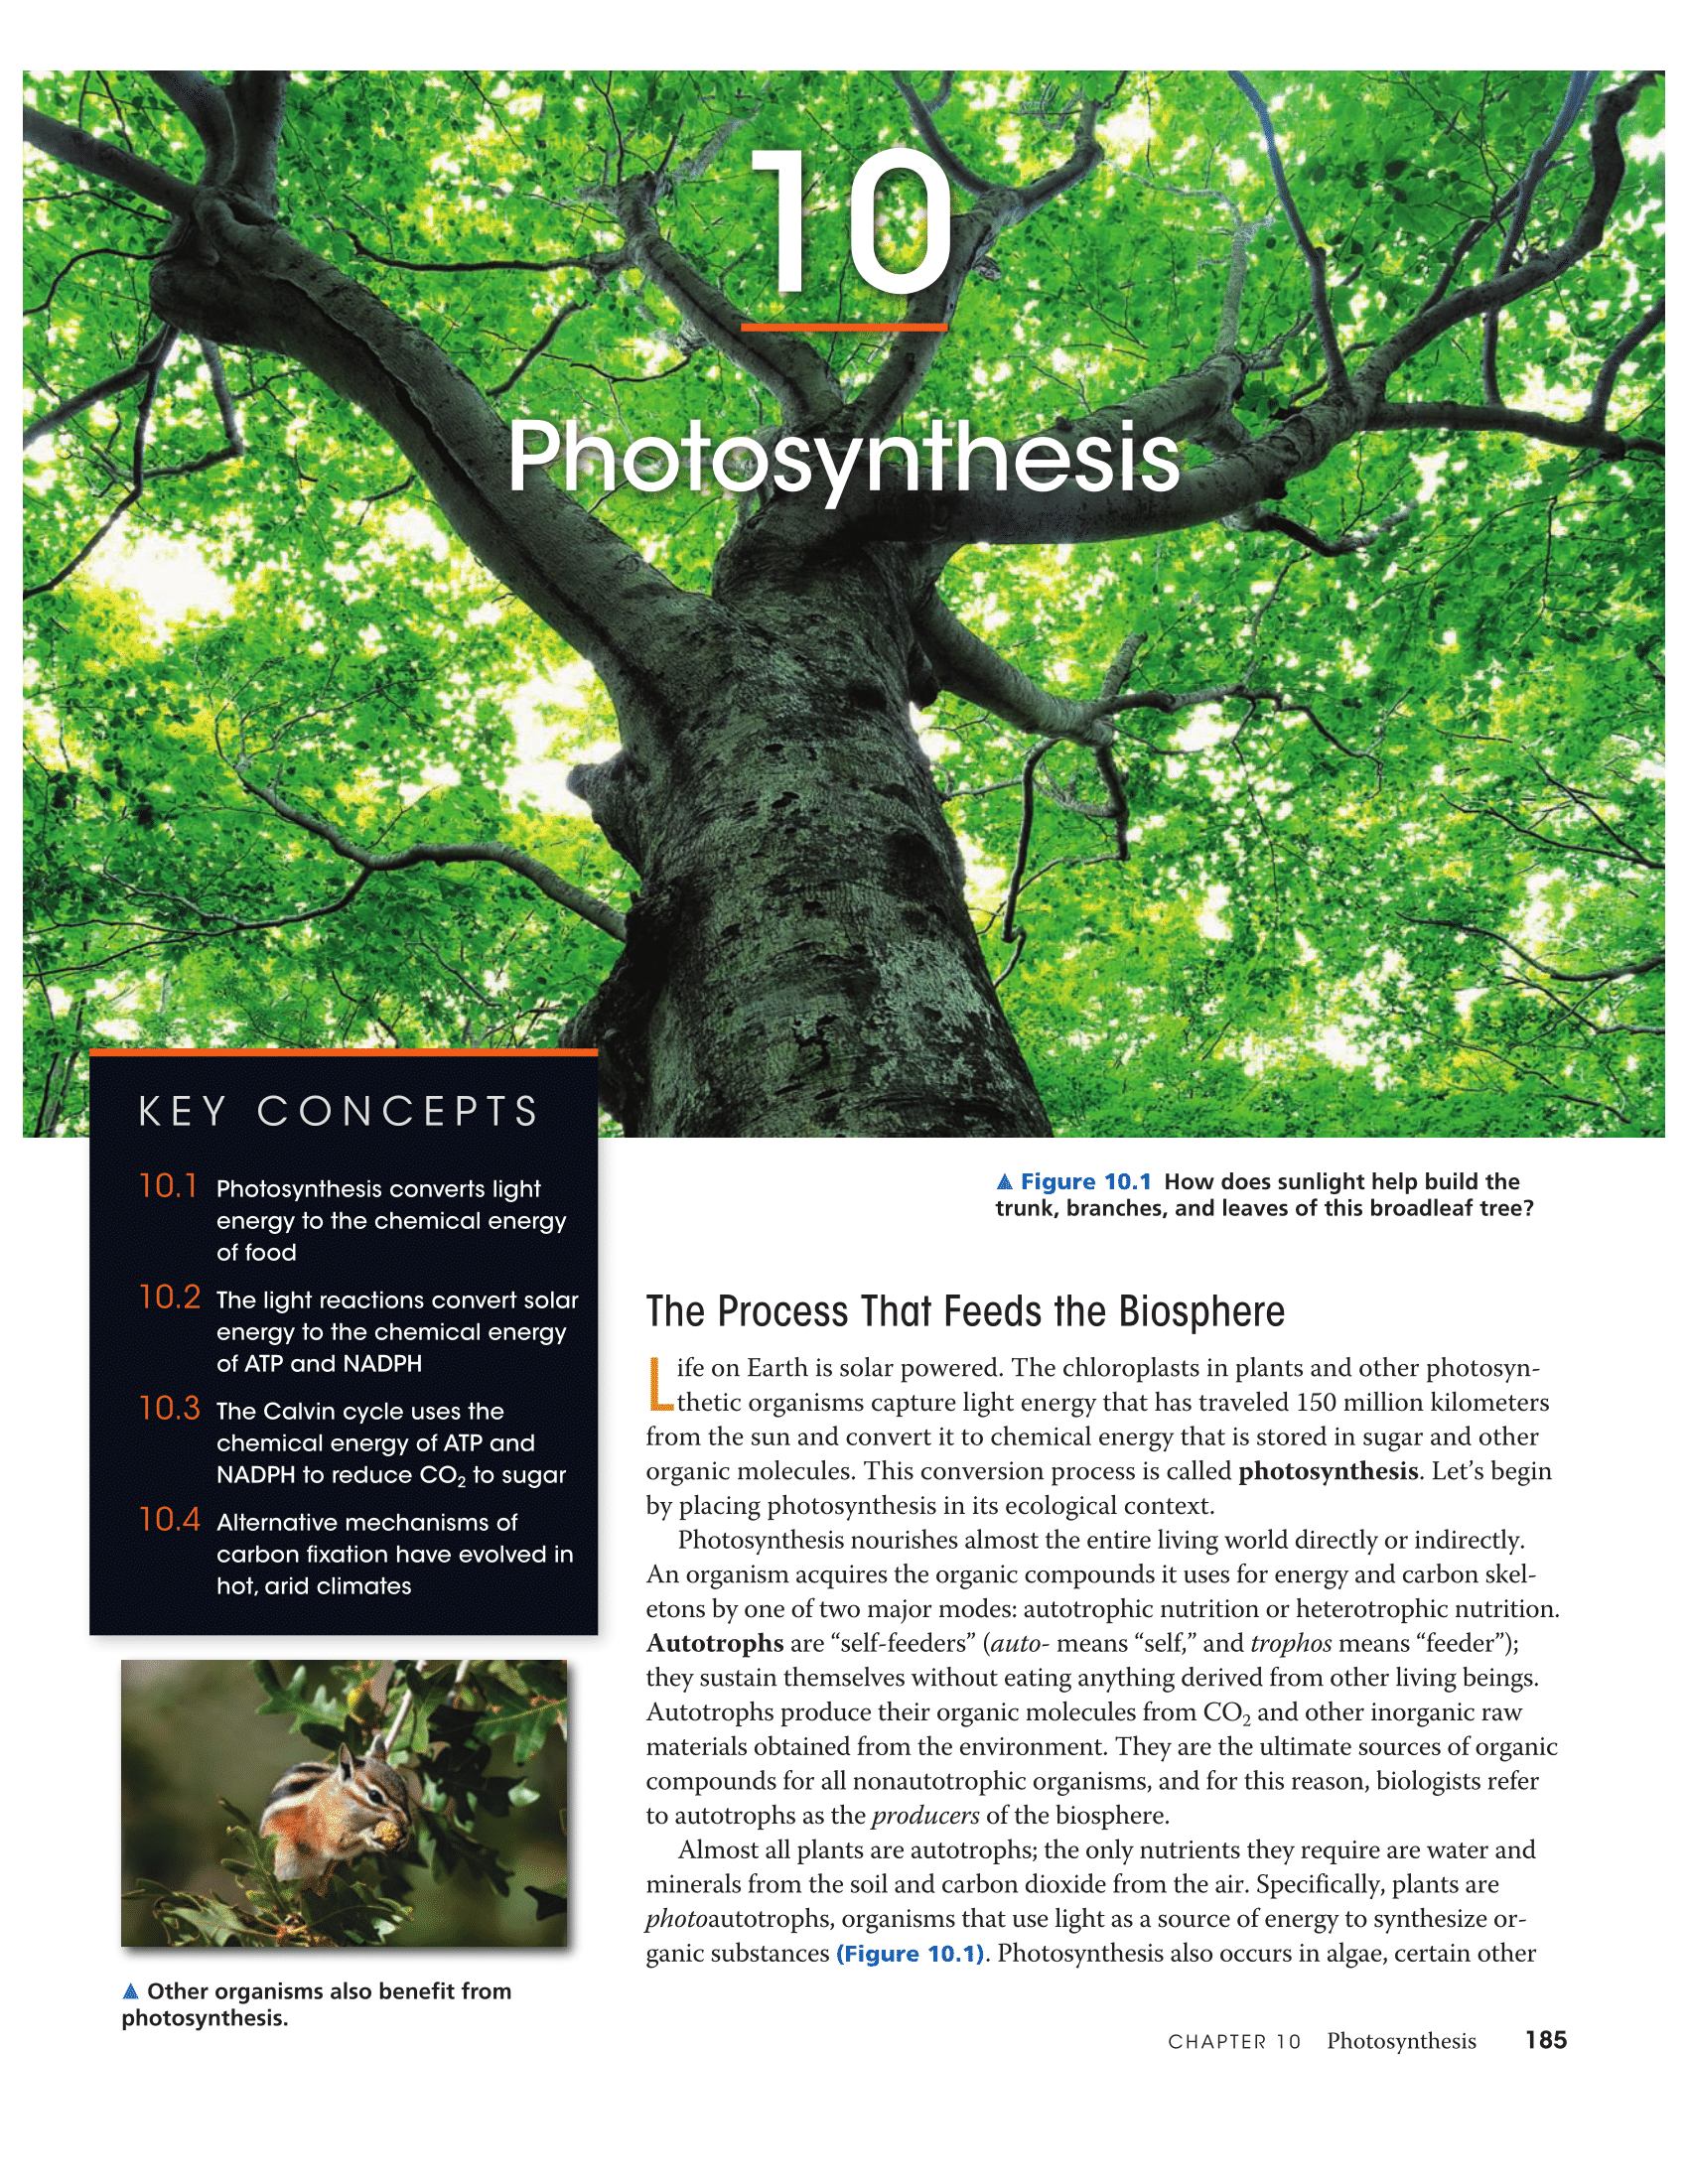 10
Photosynthesis
KEY CONCEPTS
10.1 Photosynthesis converts light
energy to the chemical energy
of food
10.2 The light reactions convert solar
energy to the chemical energy
of ATP and NADPH
10.3 The Calvin cycle uses the
chemical energy of ATP and
NADPH to reduce CO₂ to sugar
10.4 Alternative mechanisms of
carbon fixation have evolved in
hot, arid climates
▲ Other organisms also benefit from
photosynthesis.
▲ Figure 10.1 How does sunlight help build the
trunk, branches, and leaves of this broadleaf tree?
The Process That Feeds the Biosphere
Life on Earth is solar powered. The chloroplasts in plants and other photosyn-
thetic organisms capture light energy that has traveled 150 million kilometers
from the sun and convert it to chemical energy that is stored in sugar and other
organic molecules. This conversion process is called photosynthesis. Let’s begin
by placing photosynthesis in its ecological context.
Photosynthesis nourishes almost the entire living world directly or indirectly.
An organism acquires the organic compounds it uses for energy and carbon skel-
etons by one of two major modes: autotrophic nutrition or heterotrophic nutrition.
Autotrophs are “self-feeders” (auto- means “self,” and trophos means “feeder”);
they sustain themselves without eating anything derived from other living beings.
Autotrophs produce their organic molecules from CO₂ and other inorganic raw
materials obtained from the environment. They are the ultimate sources of organic
compounds for all nonautotrophic organisms, and for this reason, biologists refer
to autotrophs as the producers of the biosphere.
Almost all plants are autotrophs; the only nutrients they require are water and
minerals from the soil and carbon dioxide from the air. Specifically, plants are
photoautotrophs, organisms that use light as a source of energy to synthesize or-
ganic substances (Figure 10.1). Photosynthesis also occurs in algae, certain other
CHAPTER 10 Photosynthesis 185